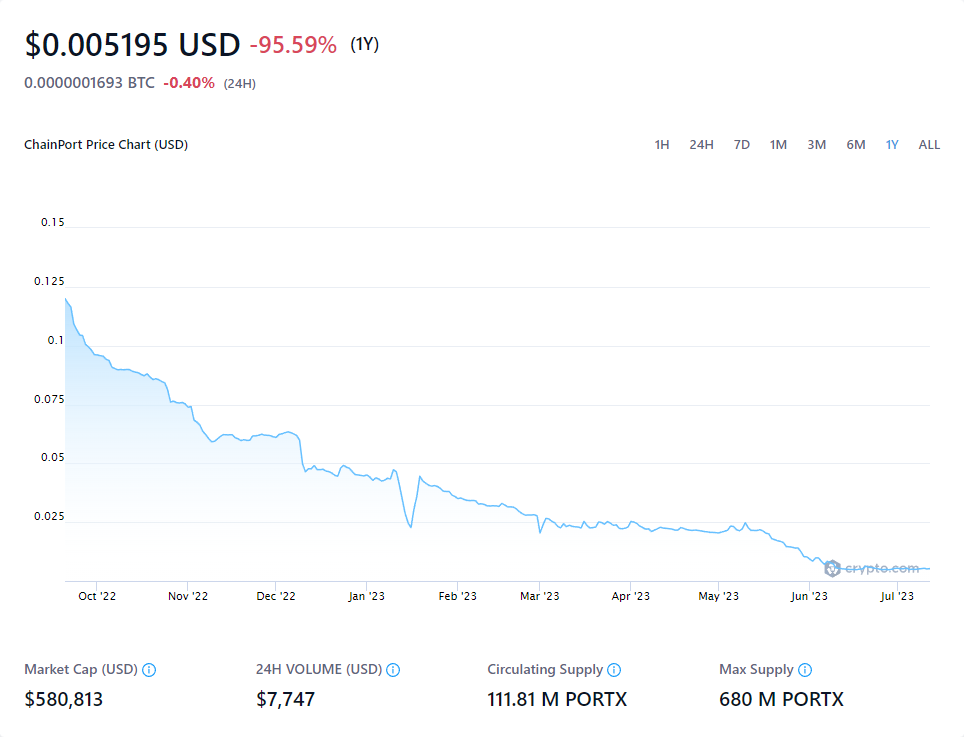 $0.005195 USD -95.59% (1Y)
0.0000001693 BTC -0.40% (24H)
ChainPort Price Chart (USD) 1H 24H 7D 1M 3M 6M 1Y ALL
0.15
0.125
0.1
0.075
0.05
0.025
crypto.com
Oct '22 Nov '22 Dec '22 Jan '23 Feb '23 Mar '23 Apr '23 May '23 Jun '23 Jul '23
Market Cap (USD) 24H VOLUME (USD) Circulating Supply Max Supply
$580,813 $7,747 111.81 M PORTX 680 M PORTX